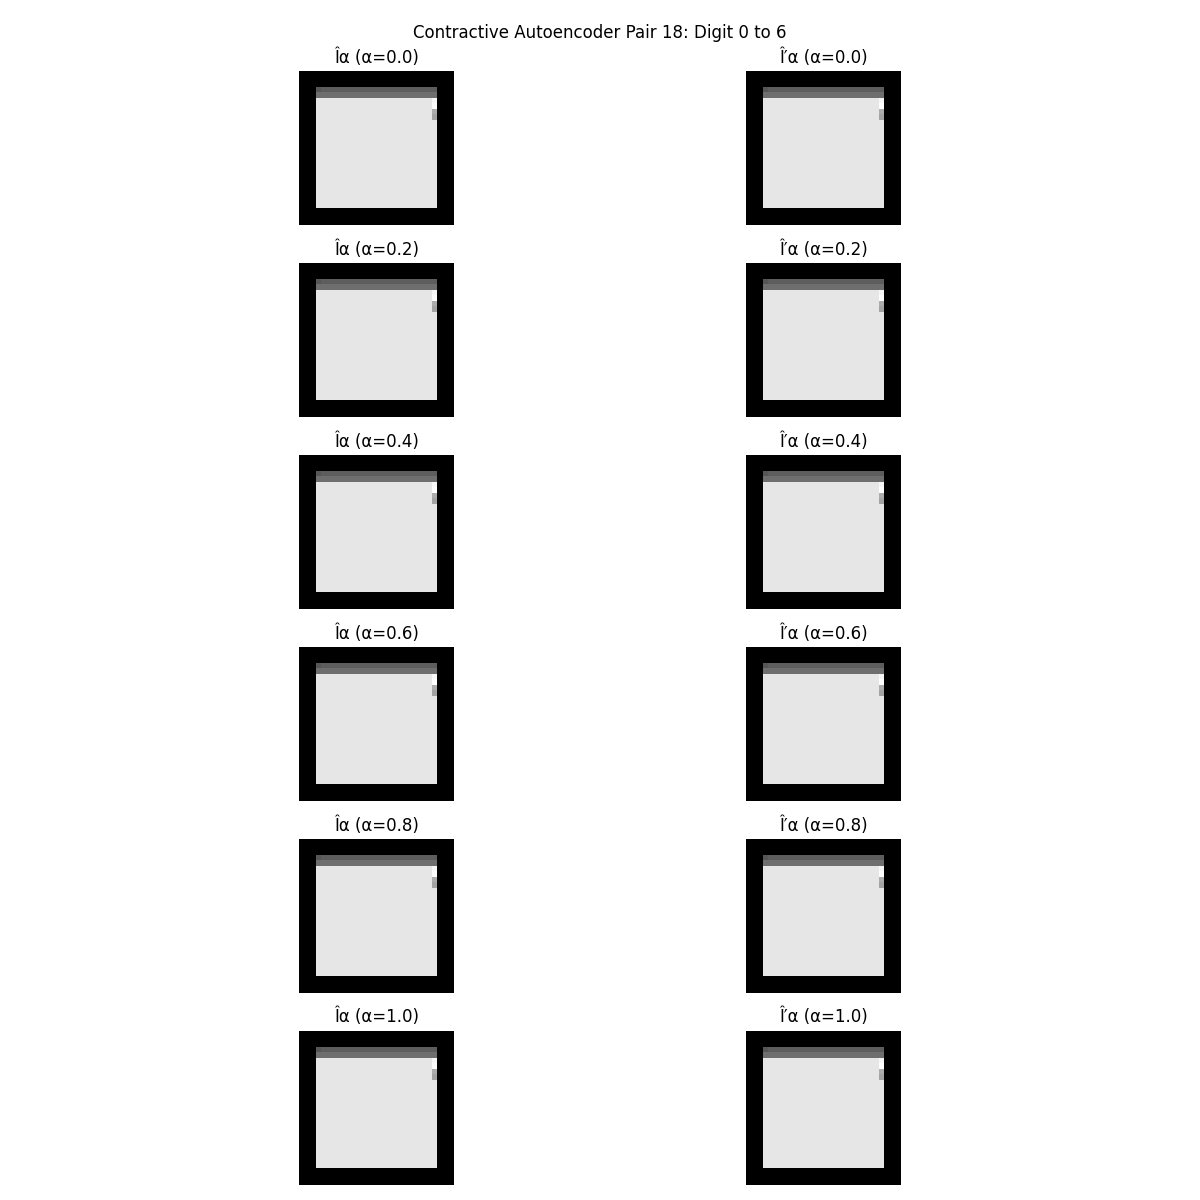 Contractive Autoencoder Pair 18: Digit 0 to 6
Îα (α=0.0) Î′α (α=0.0)
Îα (α=0.2) Î′α (α=0.2)
Îα (α=0.4) Î′α (α=0.4)
Îα (α=0.6) Î′α (α=0.6)
Îα (α=0.8) Î′α (α=0.8)
Îα (α=1.0) Î′α (α=1.0)